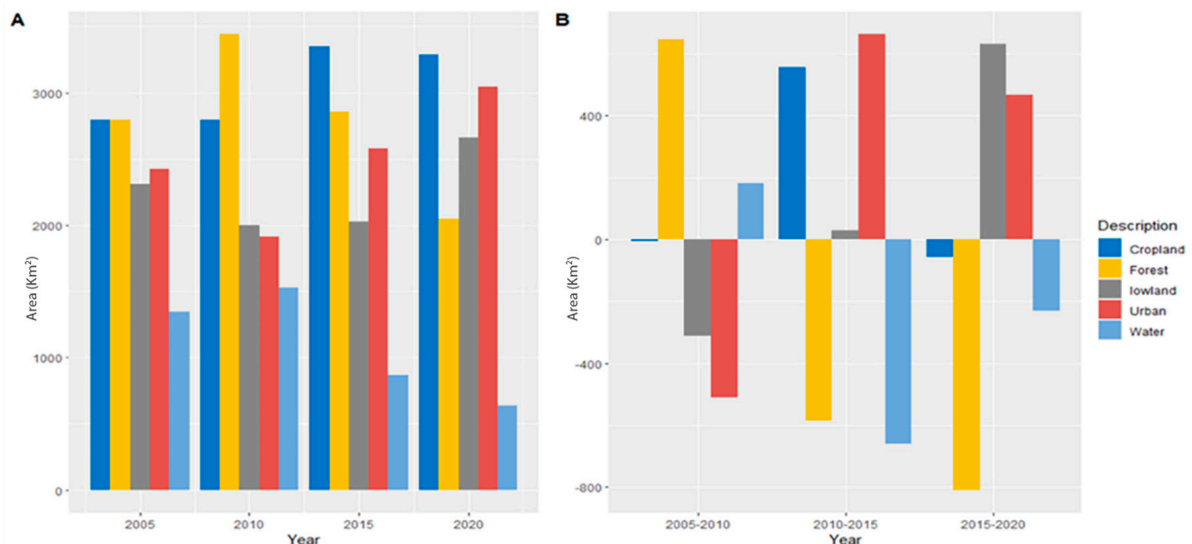 A
B
3000
2000
1000
0
Area (Km²)
2005
2010
2015
2020
Year
400
0
-400
-800
Area (Km²)
2005-2010
2010-2015
2015-2020
Year
Description
Cropland
Forest
lowland
Urban
Water